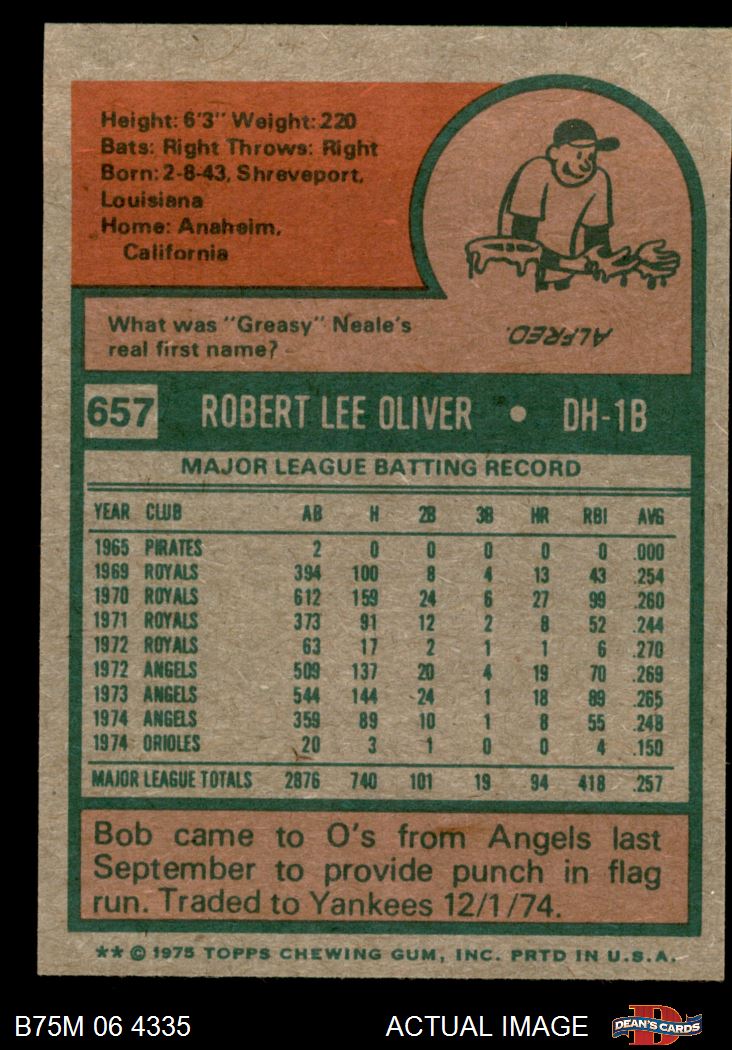 Height: 6'3" Weight: 220
Bats: Right Throws: Right
Born: 2-8-43, Shreveport,
Louisiana
Home: Anaheim,
California
What was "Greasy" Neale's
real first name?
ALFRED.
657 ROBERT LEE OLIVER • DH-1B
MAJOR LEAGUE BATTING RECORD
YEAR CLUB AB H 2B 3B HR RBI AVG
1965 PIRATES 2 0 0 0 0 0 .000
1969 ROYALS 394 100 8 4 13 43 .254
1970 ROYALS 612 159 24 6 27 99 .260
1971 ROYALS 373 91 12 2 8 52 .244
1972 ROYALS 63 17 2 1 1 6 .270
1972 ANGELS 509 137 20 4 19 70 .269
1973 ANGELS 544 144 24 1 18 89 .265
1974 ANGELS 359 89 10 1 8 55 .248
1974 ORIOLES 20 3 1 0 0 4 .150
MAJOR LEAGUE TOTALS 2876 740 101 19 94 418 .257
Bob came to O's from Angels last
September to provide punch in flag
run. Traded to Yankees 12/1/74.
** © 1975 TOPPS CHEWING GUM, INC. PRTD IN U.S.A.
B75M 06 4335 ACTUAL IMAGE D DEAN'S CARDS